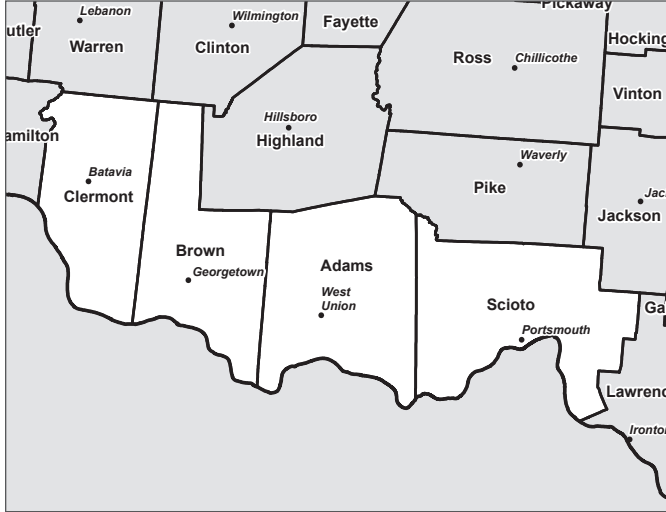 Pickaway
Lebanon
Wilmington
Fayette
utler
Warren
Clinton
Hocking
Ross
Chillicothe
Vinton
Hillsboro
Highland
amilton
Waverly
Batavia
Clermont
Pike
Jac
Jackson
Brown
Georgetown
Adams
West
Union
Scioto
Ga
Portsmouth
Lawrenc
Ironto